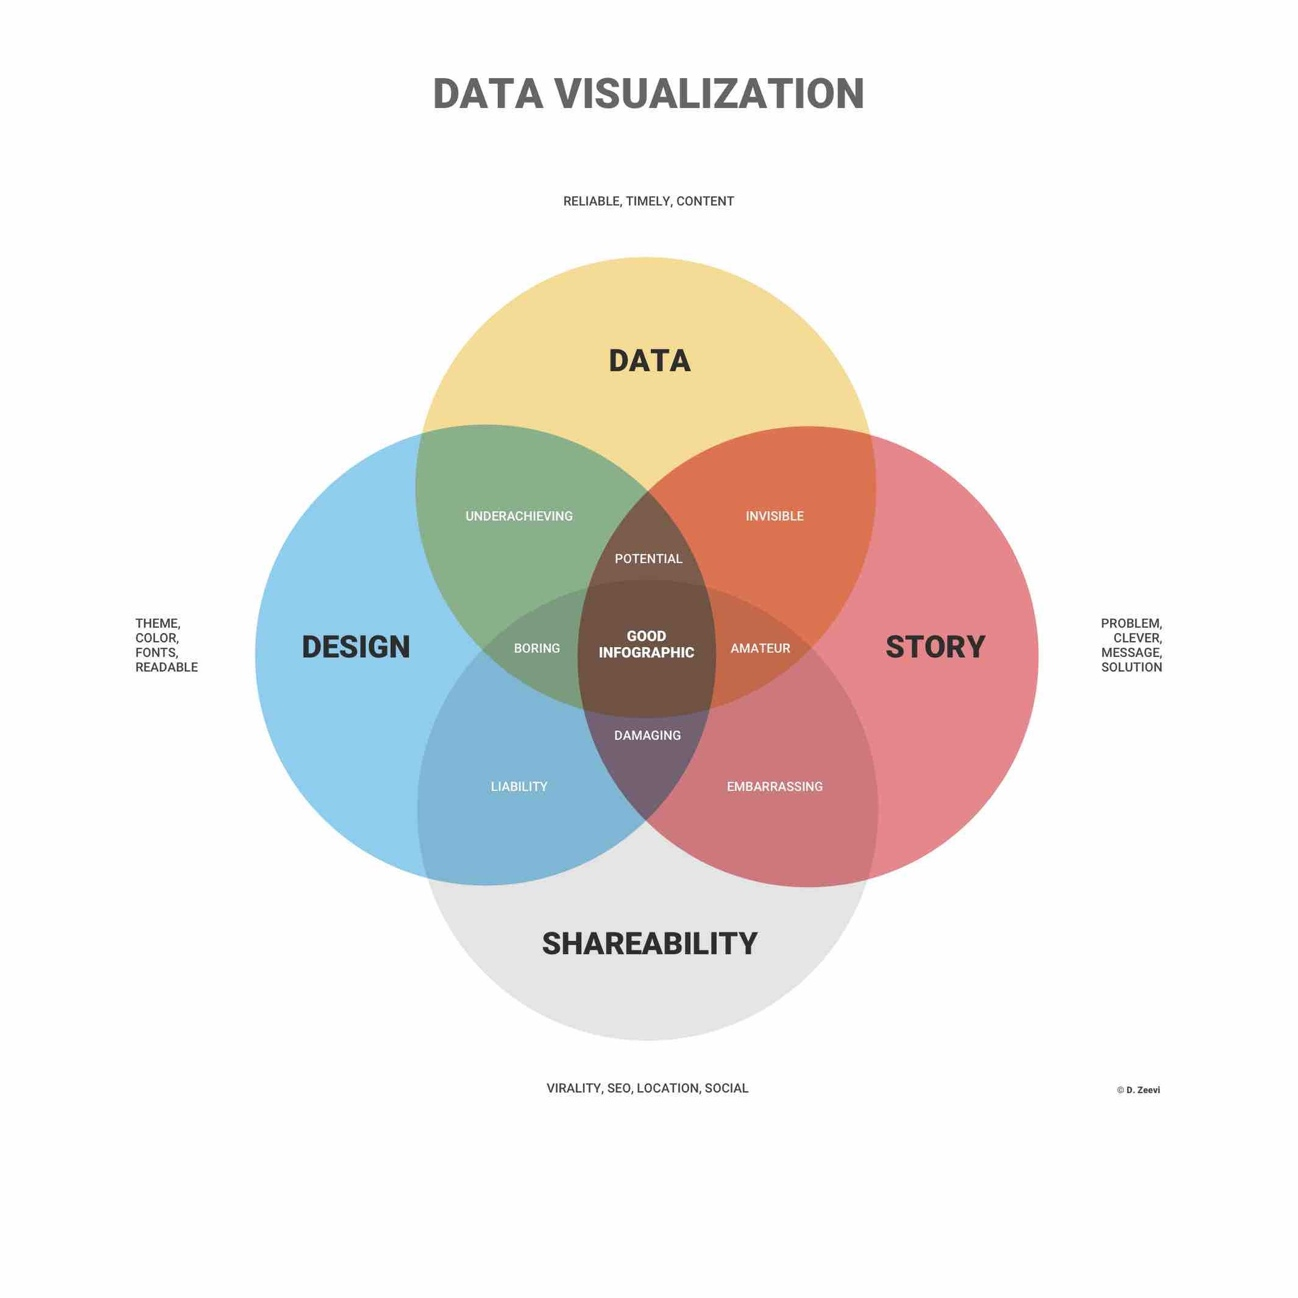 DATA VISUALIZATION
RELIABLE, TIMELY, CONTENT
DATA
UNDERACHIEVING
INVISIBLE
POTENTIAL
THEME,
COLOR,
FONTS,
READABLE
DESIGN
BORING
GOOD
INFOGRAPHIC
AMATEUR
STORY
PROBLEM,
CLEVER,
MESSAGE,
SOLUTION
DAMAGING
LIABILITY
EMBARRASSING
SHAREABILITY
VIRALITY, SEO, LOCATION, SOCIAL
© D. Zeevi